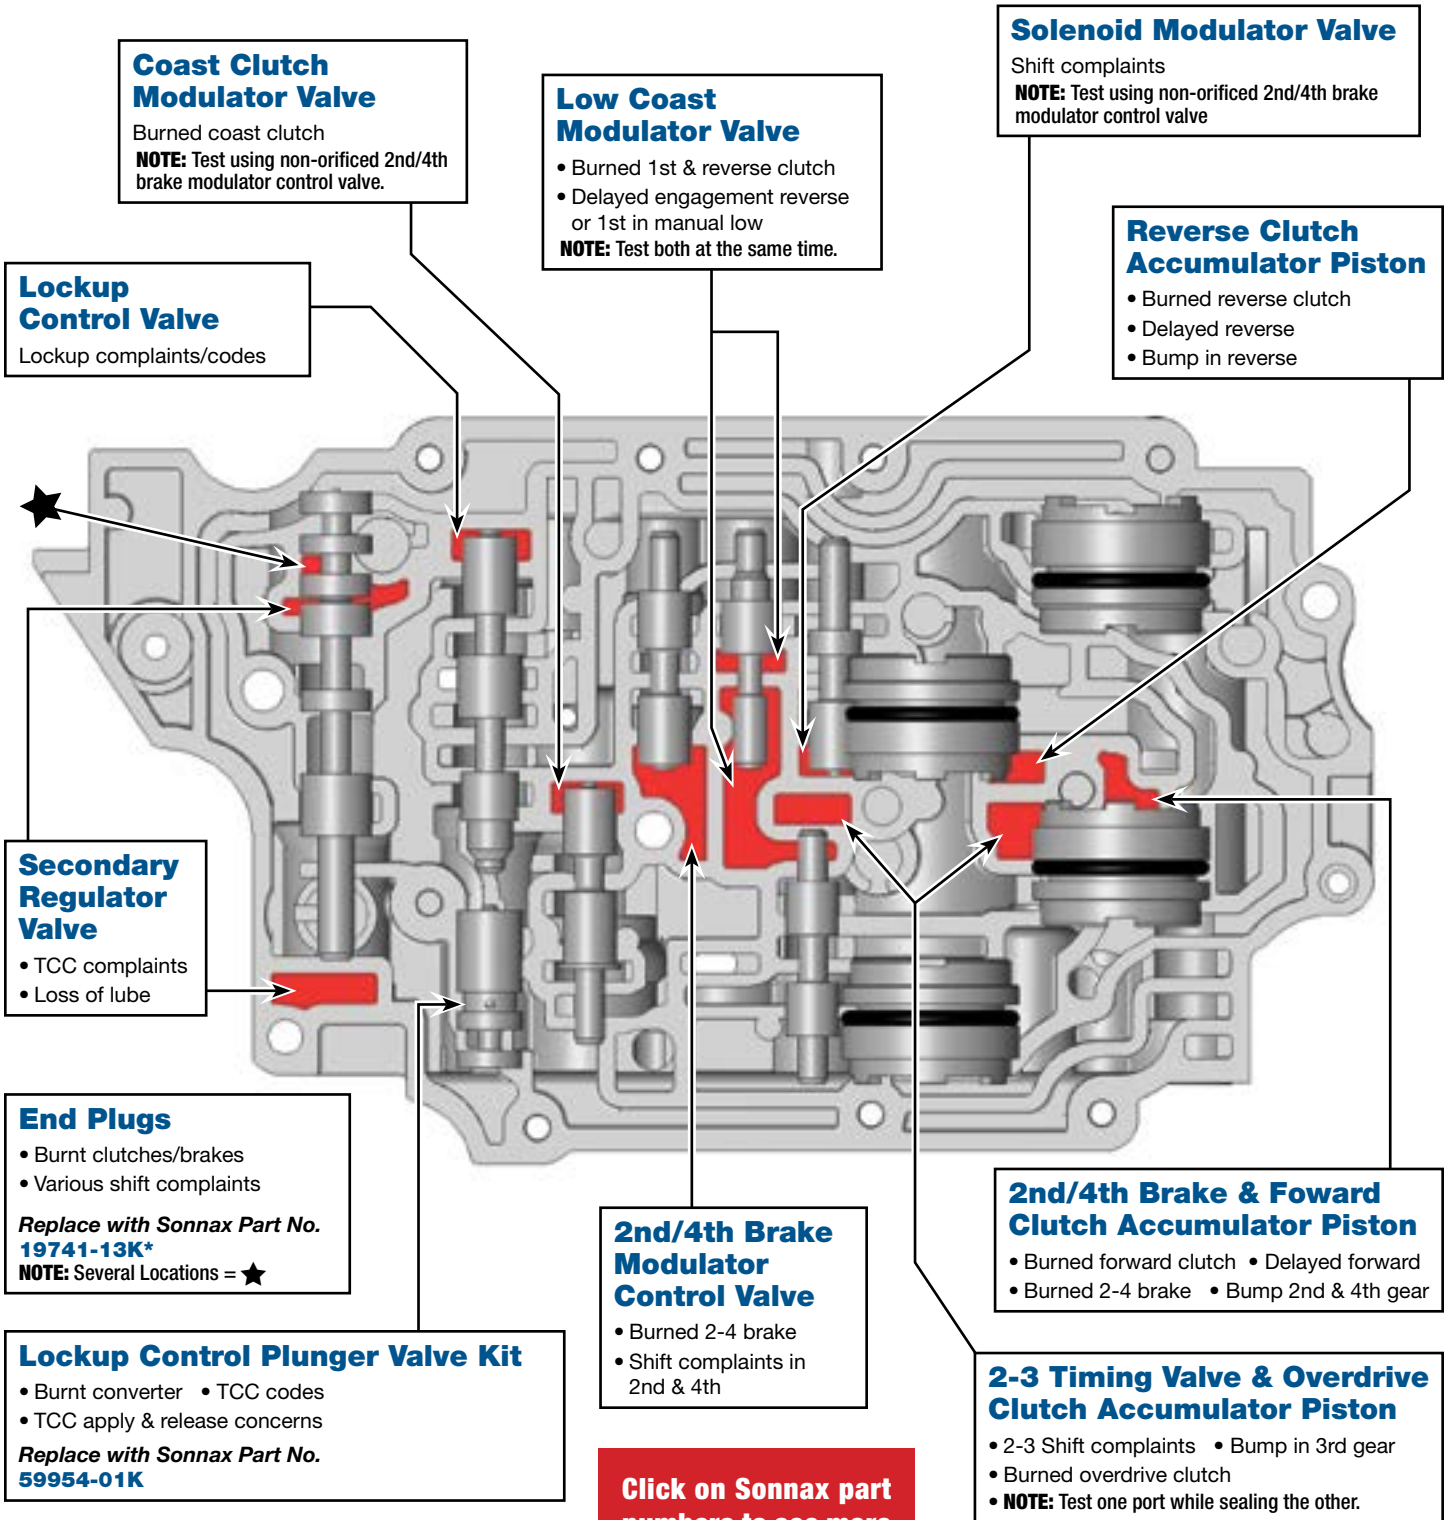 Solenoid Modulator Valve
Shift complaints
NOTE: Test using non-orificed 2nd/4th brake
modulator control valve
Coast Clutch
Modulator Valve
Burned coast clutch
NOTE: Test using non-orificed 2nd/4th
brake modulator control valve.
Low Coast
Modulator Valve
• Burned 1st & reverse clutch
• Delayed engagement reverse
or 1st in manual low
NOTE: Test both at the same time.
Reverse Clutch
Accumulator Piston
• Burned reverse clutch
• Delayed reverse
• Bump in reverse
Lockup
Control Valve
Lockup complaints/codes
Secondary
Regulator
Valve
• TCC complaints
• Loss of lube
End Plugs
• Burnt clutches/brakes
• Various shift complaints
Replace with Sonnax Part No.
19741-13K*
NOTE: Several Locations = ★
2nd/4th Brake
Modulator
Control Valve
• Burned 2-4 brake
• Shift complaints in
2nd & 4th
2nd/4th Brake & Foward
Clutch Accumulator Piston
• Burned forward clutch • Delayed forward
• Burned 2-4 brake • Bump 2nd & 4th gear
Lockup Control Plunger Valve Kit
• Burnt converter • TCC codes
• TCC apply & release concerns
Replace with Sonnax Part No.
59954-01K
2-3 Timing Valve & Overdrive
Clutch Accumulator Piston
• 2-3 Shift complaints • Bump in 3rd gear
• Burned overdrive clutch
• NOTE: Test one port while sealing the other.
Click on Sonnax part
numbers to see more